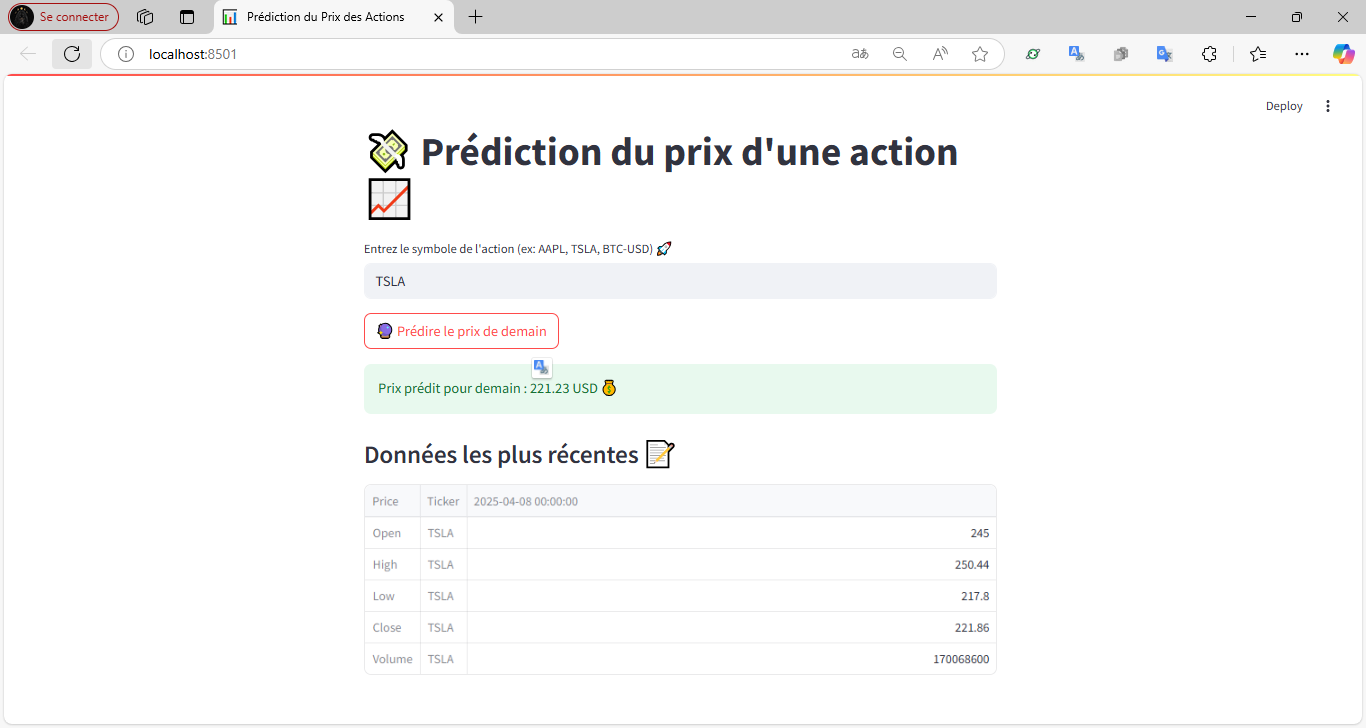 Se connecter
Prédiction du Prix des Actions
localhost:8501
Deploy
💸 Prédiction du prix d'une action
📈
Entrez le symbole de l'action (ex: AAPL, TSLA, BTC-USD) 🚀
TSLA
🔮 Prédire le prix de demain
Prix prédit pour demain : 221.23 USD 💰
Données les plus récentes 📝
Price Ticker 2025-04-08 00:00:00
Open TSLA 245
High TSLA 250.44
Low TSLA 217.8
Close TSLA 221.86
Volume TSLA 170068600